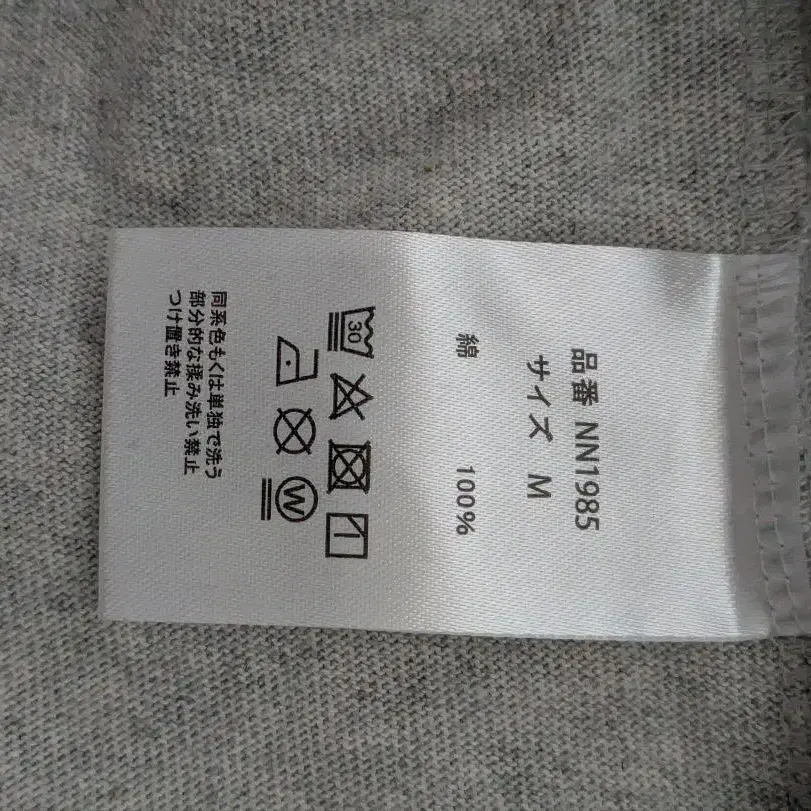 品番 NN1985
サイズ M
綿 100%
30
W
同系色もくは単独で洗う
部分的な揉み洗い禁止
つけ置き禁止